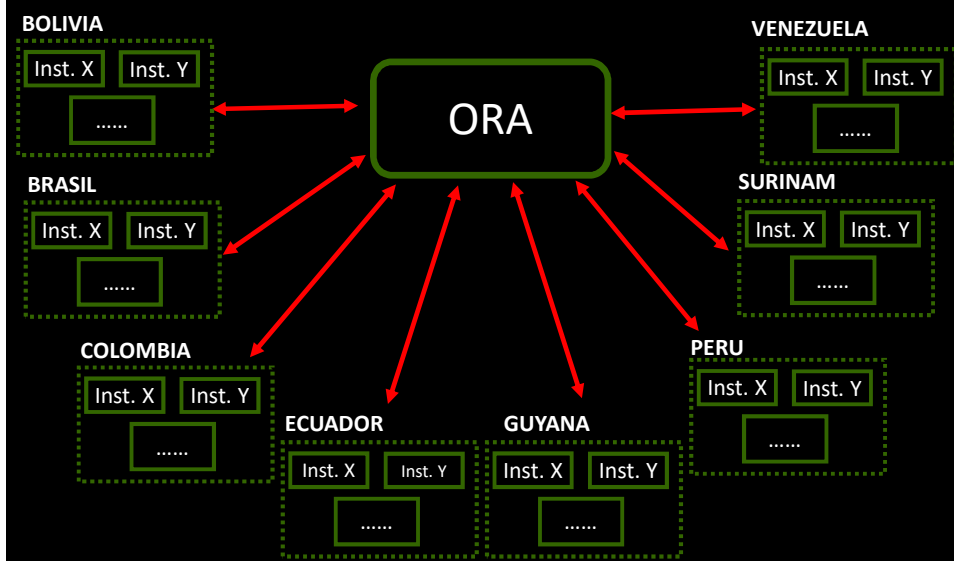 BOLIVIA
Inst. X Inst. Y
......
VENEZUELA
Inst. X Inst. Y
......
ORA
BRASIL
Inst. X Inst. Y
......
SURINAM
Inst. X Inst. Y
......
COLOMBIA
Inst. X Inst. Y
......
PERU
Inst. X Inst. Y
......
ECUADOR
Inst. X Inst. Y
......
GUYANA
Inst. X Inst. Y
......